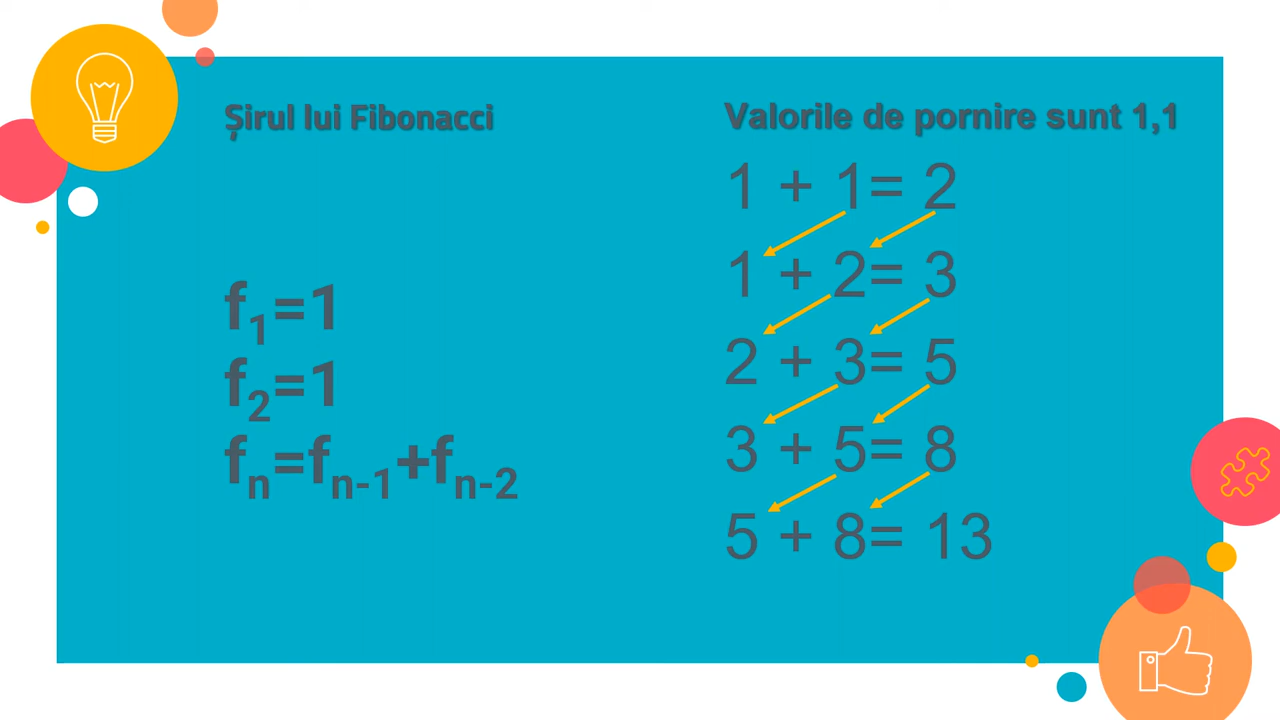 Șirul lui Fibonacci
f₁=1
f₂=1
fₙ=fₙ₋₁+fₙ₋₂
Valorile de pornire sunt 1,1
1 + 1= 2
1 + 2= 3
2 + 3= 5
3 + 5= 8
5 + 8= 13